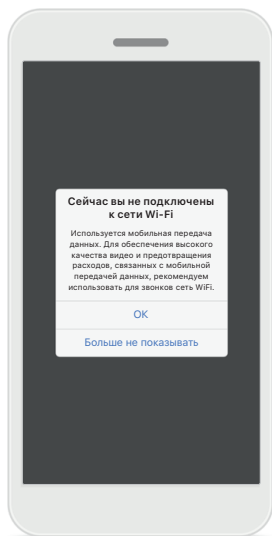 Сейчас вы не подключены
к сети Wi-Fi
Используется мобильная передача
данных. Для обеспечения высокого
качества видео и предотвращения
расходов, связанных с мобильной
передачей данных, рекомендуем
использовать для звонков сеть WiFi.
OK
Больше не показывать